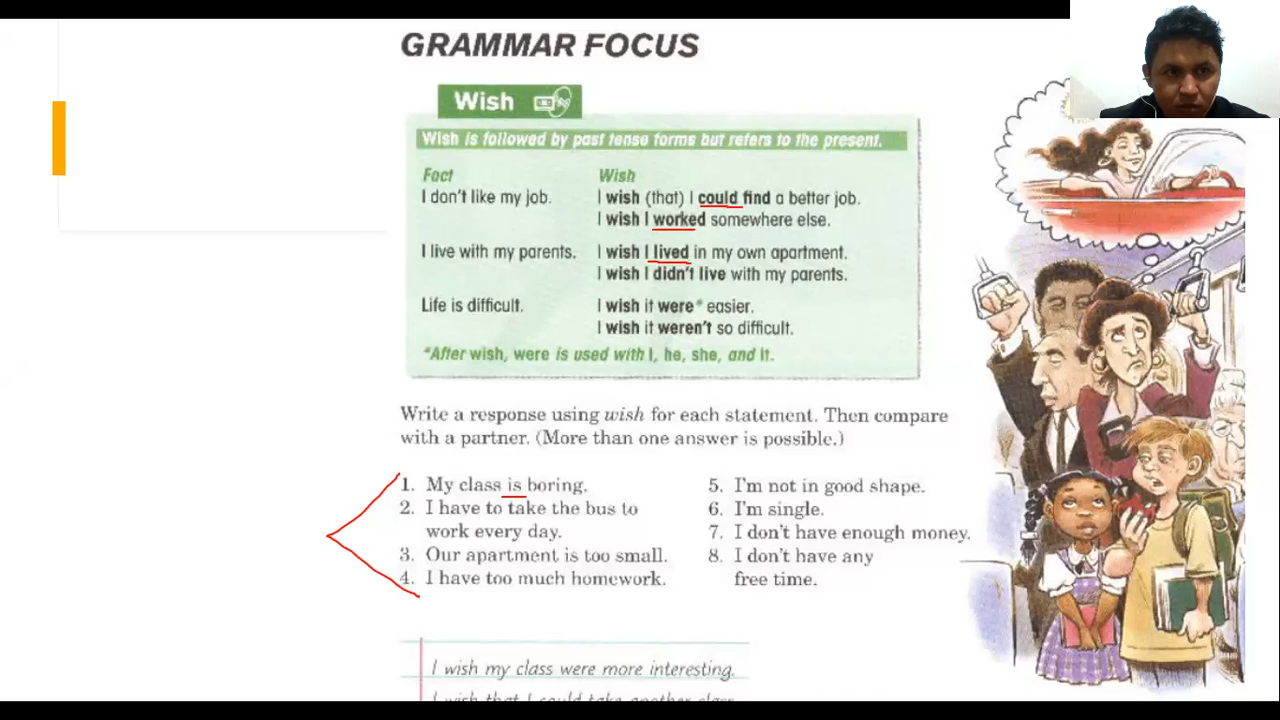 GRAMMAR FOCUS
Wish
Wish is followed by past tense forms but refers to the present.
Fact Wish
I don't like my job. I wish (that) I could find a better job.
I wish I worked somewhere else.
I live with my parents. I wish I lived in my own apartment.
I wish I didn't live with my parents.
Life is difficult. I wish it were* easier.
I wish it weren't so difficult.
*After wish, were is used with I, he, she, and it.
Write a response using wish for each statement. Then compare
with a partner. (More than one answer is possible.)
1. My class is boring.
2. I have to take the bus to
work every day.
3. Our apartment is too small.
4. I have too much homework.
5. I'm not in good shape.
6. I'm single.
7. I don't have enough money.
8. I don't have any
free time.
I wish my class were more interesting.
I wish that I could take another class